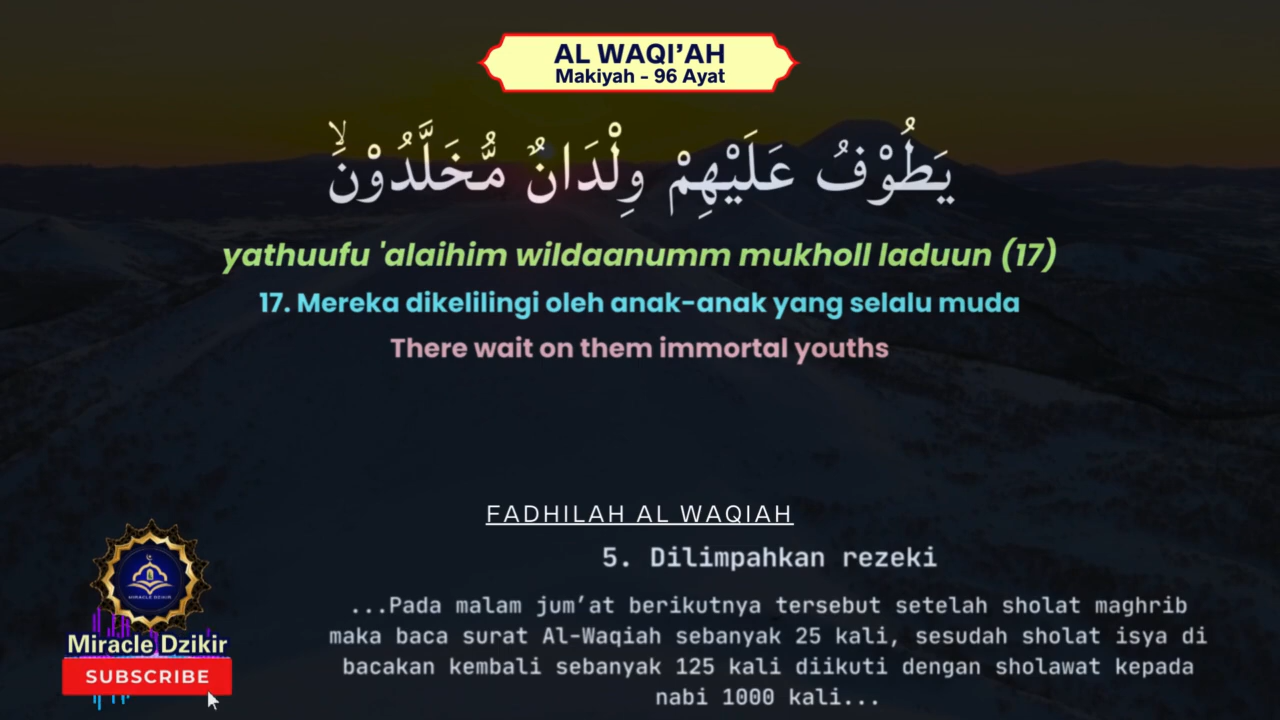 AL WAQI'AH
Makiyah - 96 Ayat
يَطُوْفُ عَلَيْهِمْ وِلْدَانٌ مُّخَلَّدُوْنَۙ
yathuufu 'alaihim wildaanumm mukholl laduun (17)
17. Mereka dikelilingi oleh anak-anak yang selalu muda
There wait on them immortal youths
FADHILAH AL WAQIAH
5. Dilimpahkan rezeki
...Pada malam jum'at berikutnya tersebut setelah sholat maghrib
maka baca surat Al-Waqiah sebanyak 25 kali, sesudah sholat isya di
bacakan kembali sebanyak 125 kali diikuti dengan sholawat kepada
nabi 1000 kali...
MIRACLE DZIKIR
Miracle Dzikir
SUBSCRIBE